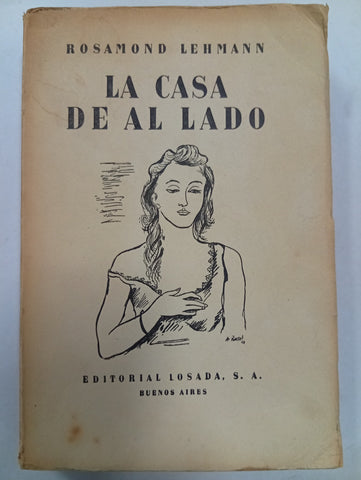 ROSAMOND LEHMANN
LA CASA
DE AL LADO
EDITORIAL LOSADA, S. A.
BUENOS AIRES